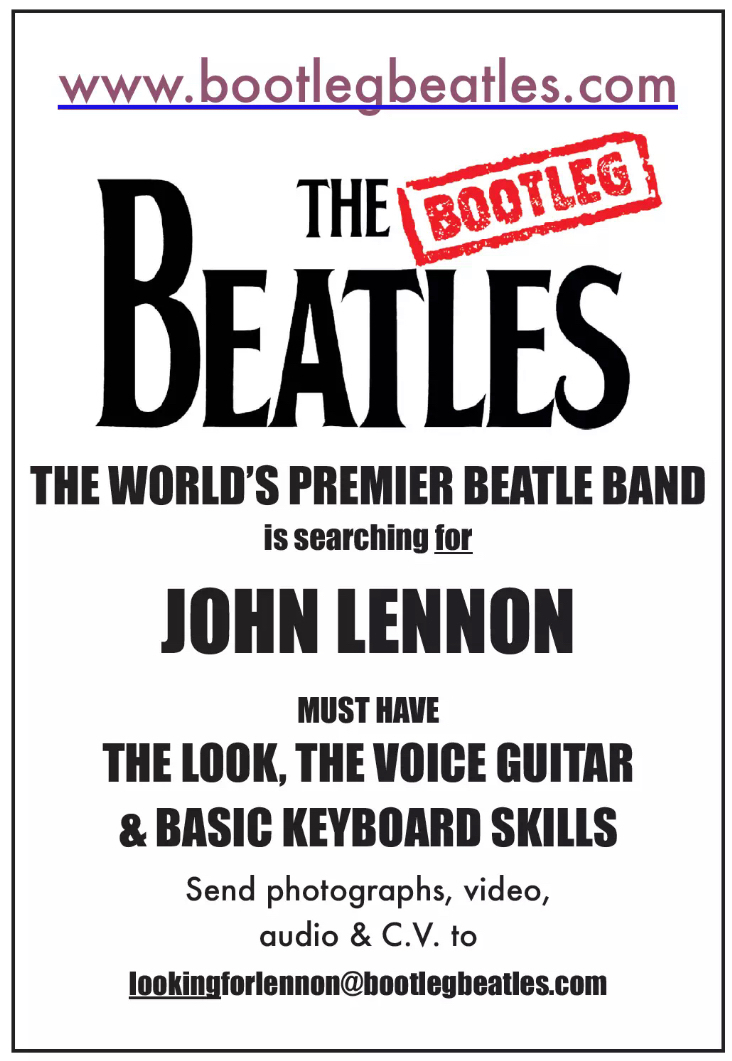 www.bootlegbeatles.com
THE BOOTLEG
BEATLES
THE WORLD’S PREMIER BEATLE BAND
is searching for
JOHN LENNON
MUST HAVE
THE LOOK, THE VOICE GUITAR
& BASIC KEYBOARD SKILLS
Send photographs, video,
audio & C.V. to
lookingforlennon@bootlegbeatles.com